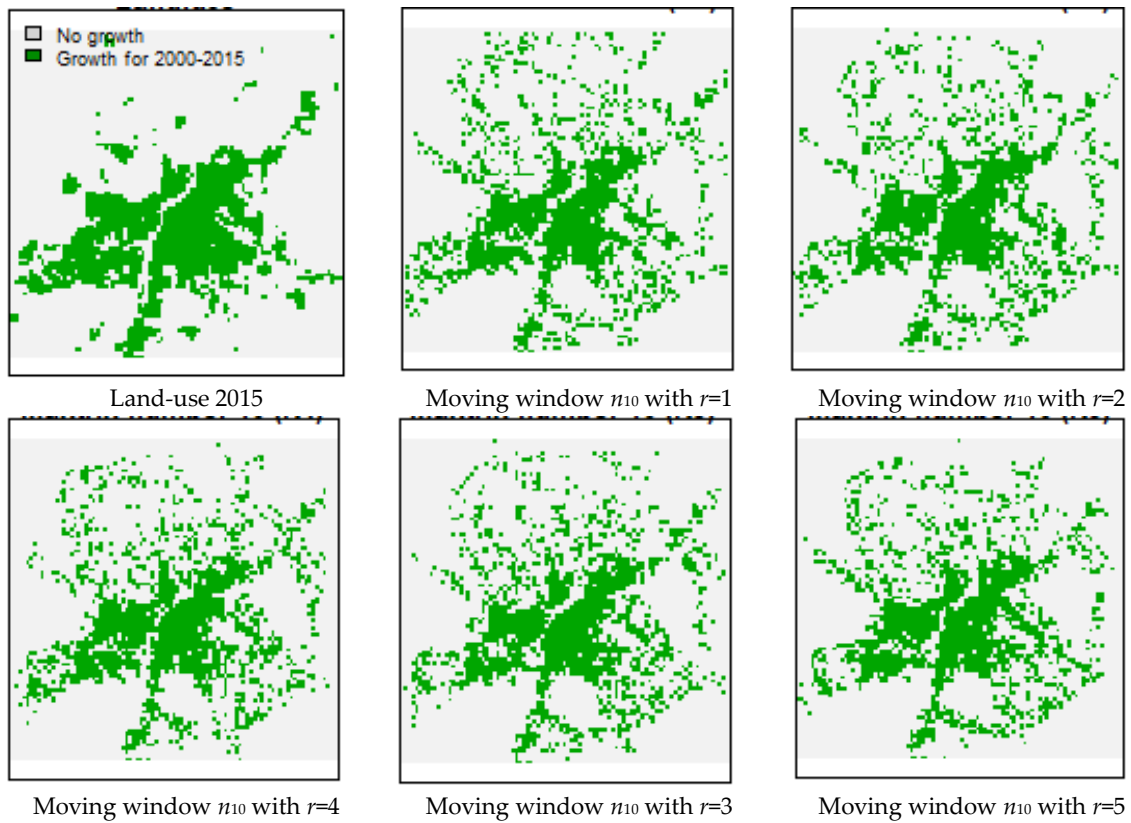 No growth
Growth for 2000-2015
Land-use 2015
Moving window n10 with r=1
Moving window n10 with r=2
Moving window n10 with r=4
Moving window n10 with r=3
Moving window n10 with r=5